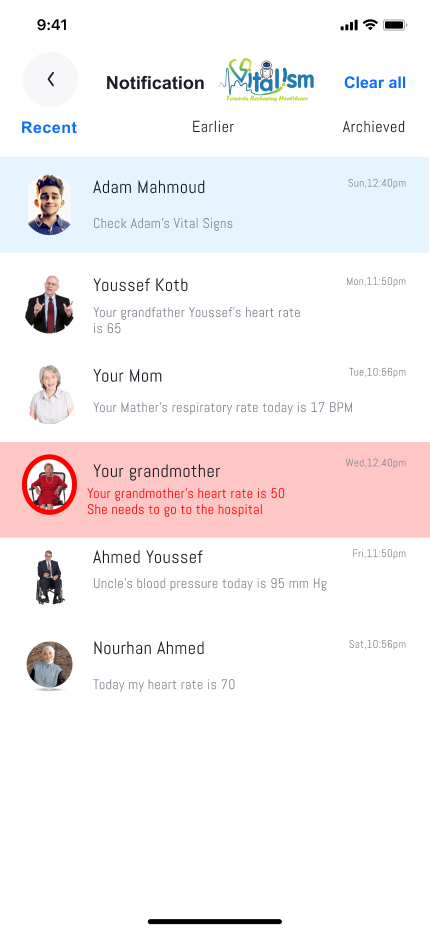 9:41
Notification
VitalIsm
Towards Reshaping Healthcare
Clear all
Recent
Earlier
Archieved
Adam Mahmoud
Sun,12:40pm
Check Adam's Vital Signs
Youssef Kotb
Mon,11:50pm
Your grandfather Youssef's heart rate
is 65
Your Mom
Tue,10:56pm
Your Mather's respiratory rate today is 17 BPM
Your grandmother
Wed,12:40pm
Your grandmother's heart rate is 50
She needs to go to the hospital
Ahmed Youssef
Fri,11:50pm
Uncle's blood pressure today is 95 mm Hg
Nourhan Ahmed
Sat,10:56pm
Today my heart rate is 70